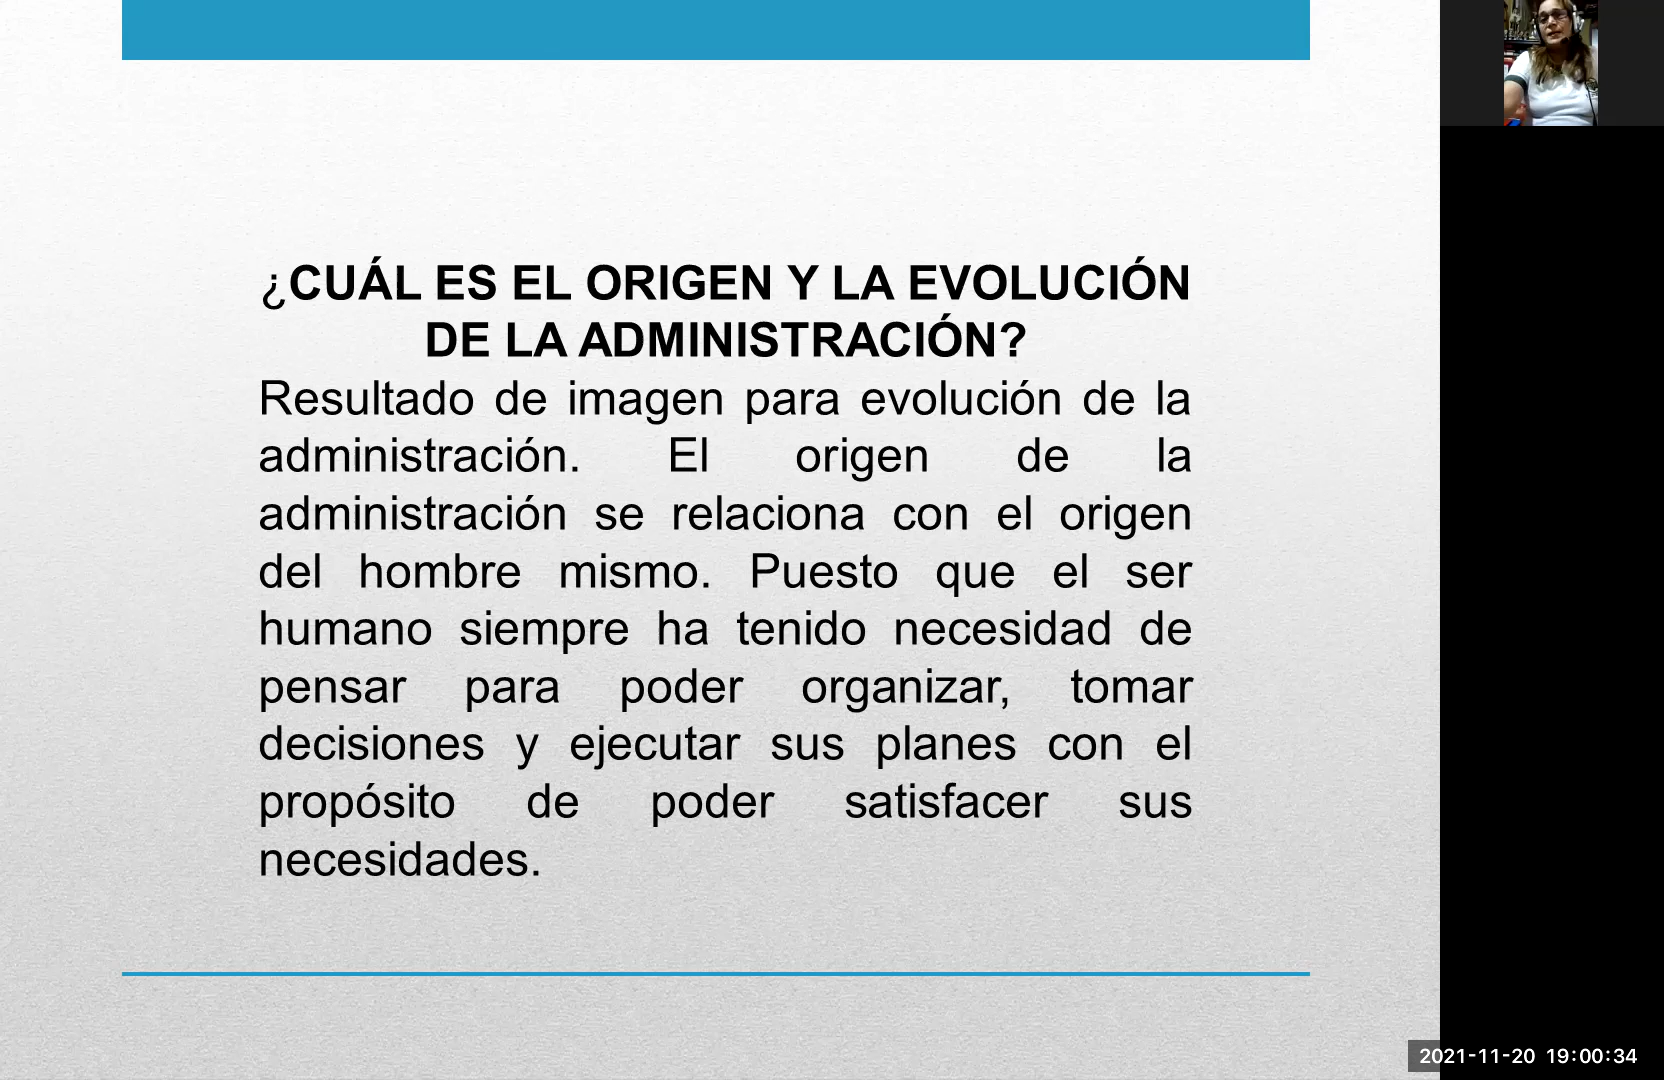 ¿CUÁL ES EL ORIGEN Y LA EVOLUCIÓN
DE LA ADMINISTRACIÓN?
Resultado de imagen para evolución de la
administración. El origen de la
administración se relaciona con el origen
del hombre mismo. Puesto que el ser
humano siempre ha tenido necesidad de
pensar para poder organizar, tomar
decisiones y ejecutar sus planes con el
propósito de poder satisfacer sus
necesidades.
2021-11-20 19:00:34